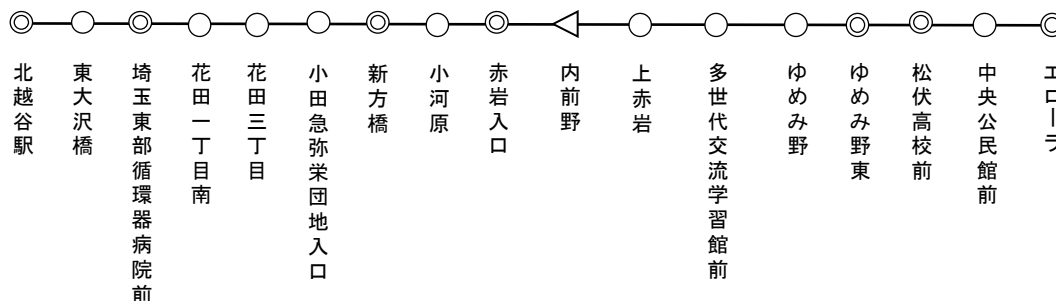 北越谷駅
東大沢橋
埼玉東部循環器病院前
花田一丁目南
花田三丁目
小田急弥栄団地入口
新方橋
小河原
赤岩入口
内前野
上赤岩
多世代交流学習館前
ゆめみ野
ゆめみ野東
松伏高校前
中央公民館前
エローラ